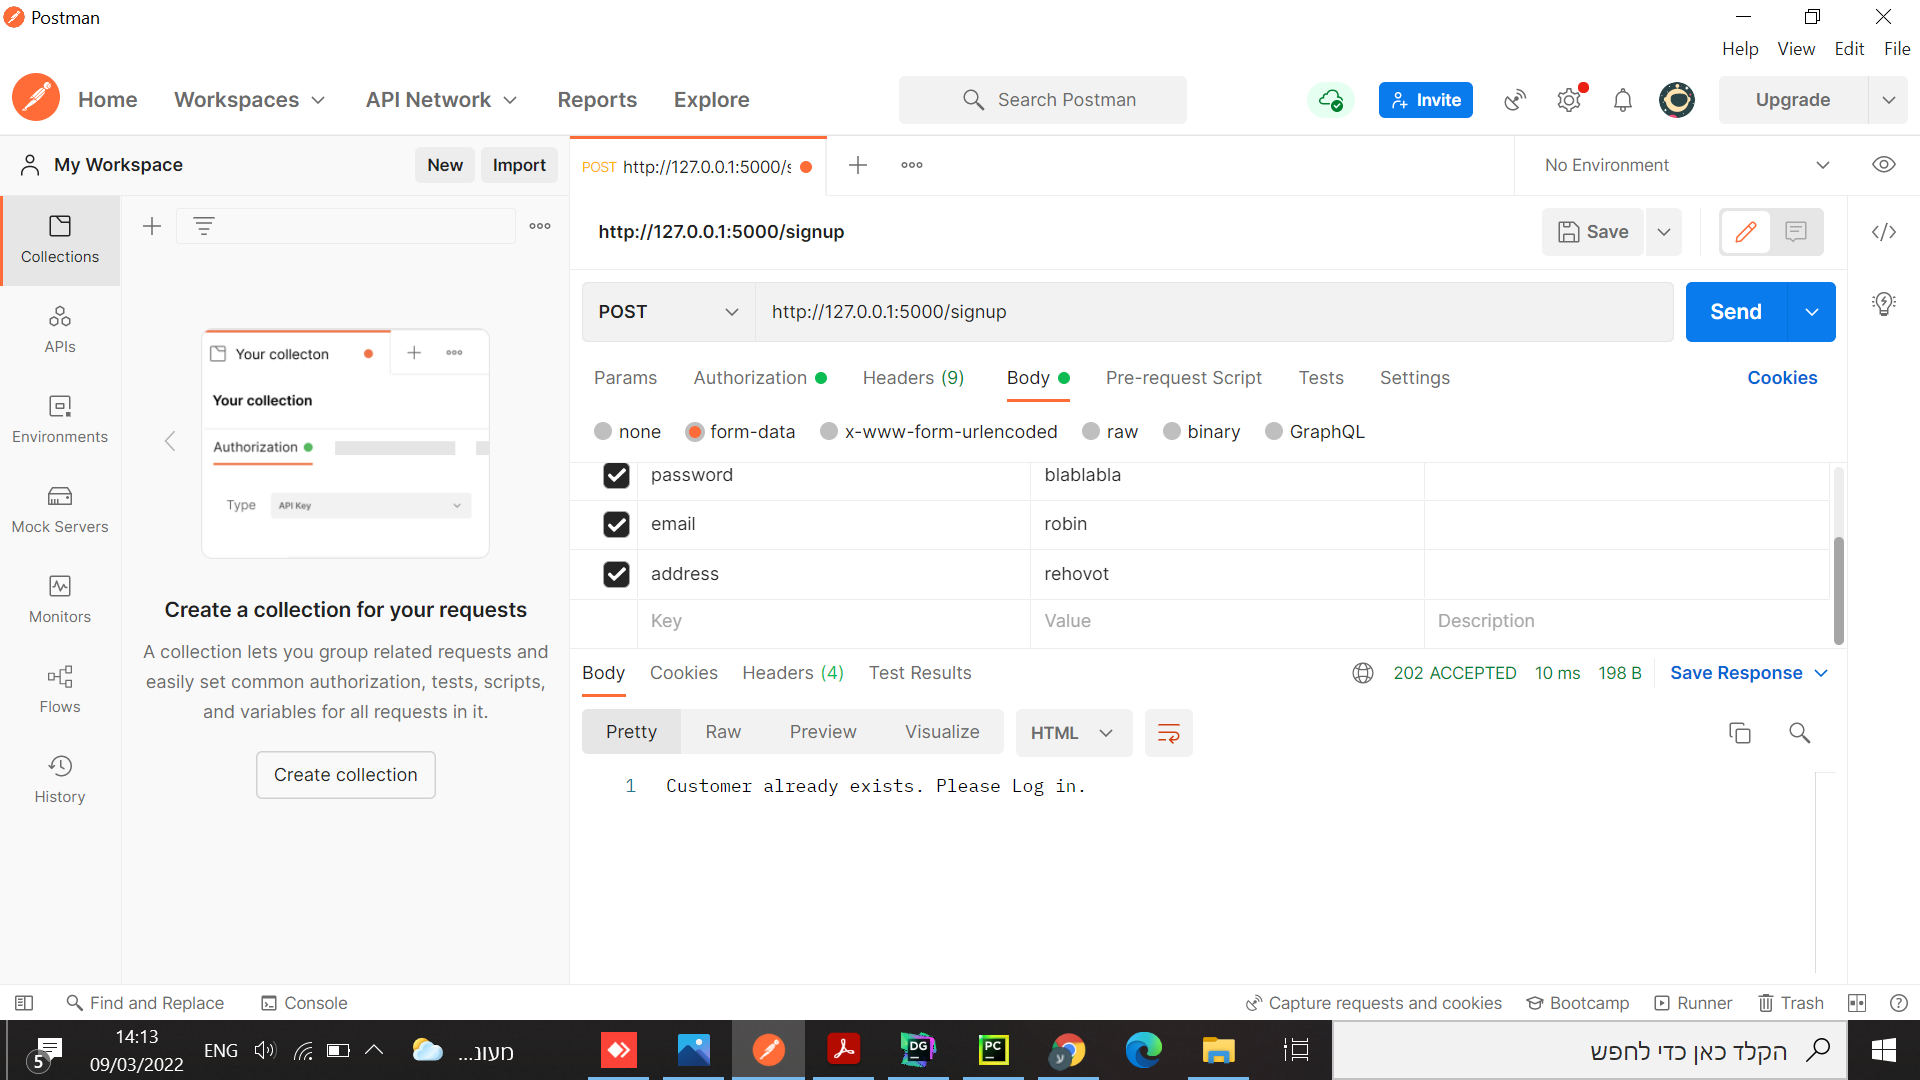 Postman
Help View Edit File
Home Workspaces API Network Reports Explore
Search Postman
Invite
Upgrade
My Workspace
New Import
POST http://127.0.0.1:5000/s
No Environment
Collections
APIs
Environments
Mock Servers
Monitors
Flows
History
Your collecton
Your collection
Authorization
Type API Key
Create a collection for your requests
A collection lets you group related requests and
easily set common authorization, tests, scripts,
and variables for all requests in it.
Create collection
http://127.0.0.1:5000/signup
Save
POST http://127.0.0.1:5000/signup
Send
Params Authorization Headers (9) Body Pre-request Script Tests Settings Cookies
none form-data x-www-form-urlencoded raw binary GraphQL
password blablabla
email robin
address rehovot
Key Value Description
Body Cookies Headers (4) Test Results
202 ACCEPTED 10 ms 198 B Save Response
Pretty Raw Preview Visualize HTML
1 Customer already exists. Please Log in.
Find and Replace Console
Capture requests and cookies Bootcamp Runner Trash
5
14:13
09/03/2022
ENG
מעונ...
DG
PC
ע
הקלד כאן כדי לחפש